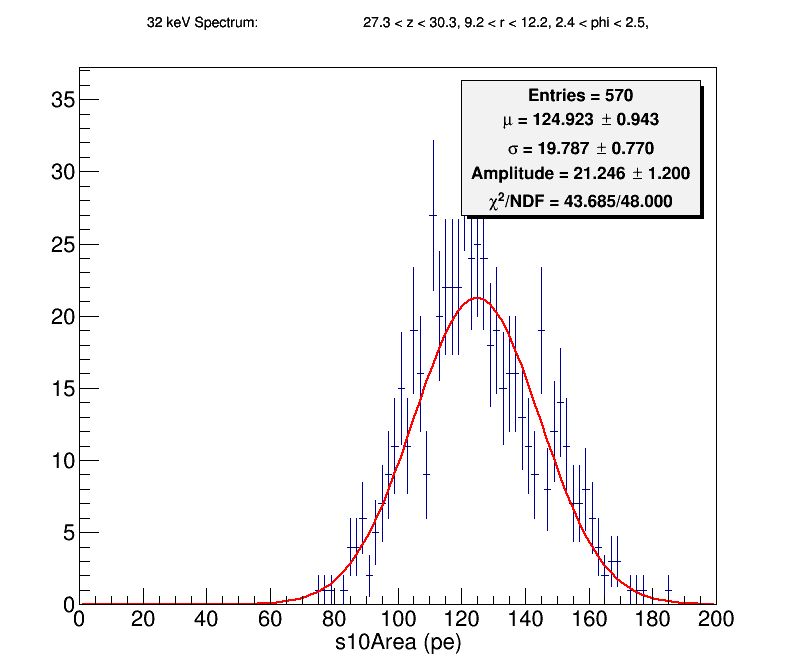 32 keV Spectrum: 27.3 < z < 30.3, 9.2 < r < 12.2, 2.4 < phi < 2.5,
Entries = 570
μ = 124.923 ± 0.943
σ = 19.787 ± 0.770
Amplitude = 21.246 ± 1.200
χ²/NDF = 43.685/48.000
35
30
25
20
15
10
5
0
0 20 40 60 80 100 120 140 160 180 200
s10Area (pe)